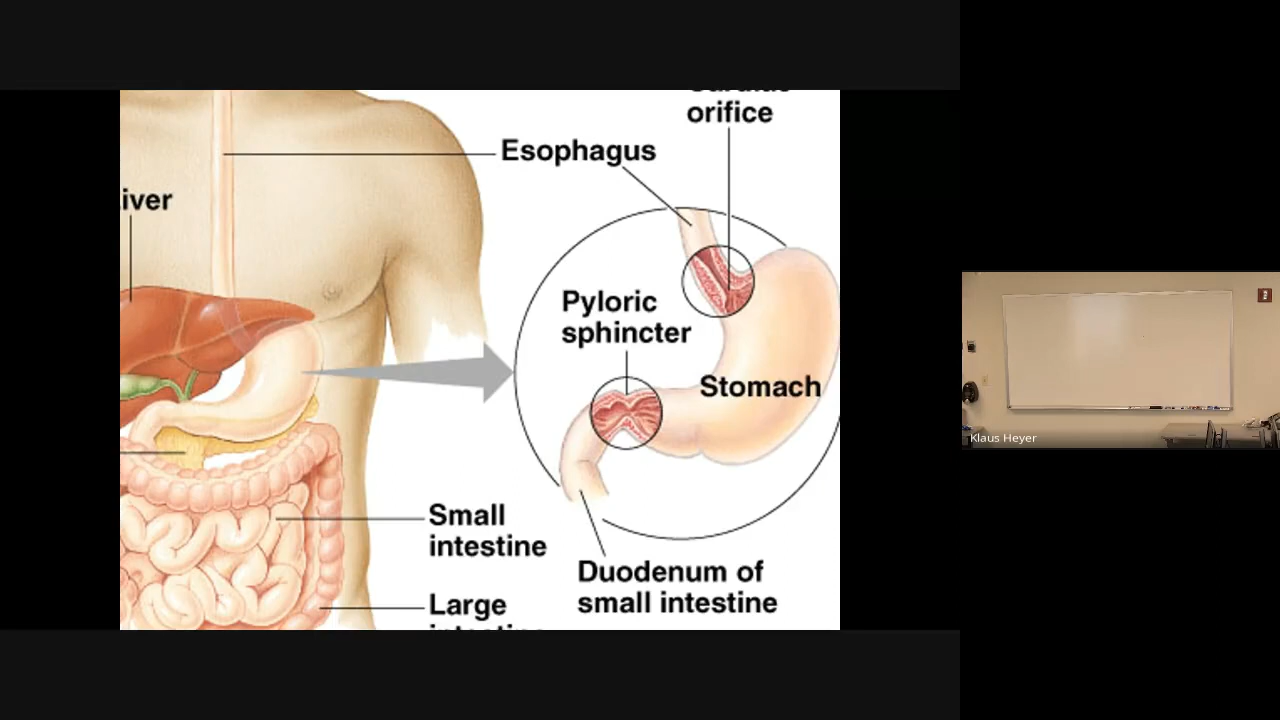 orifice
Esophagus
iver
Pyloric
sphincter
Stomach
Small
intestine
Duodenum of
small intestine
Large
Klaus Heyer